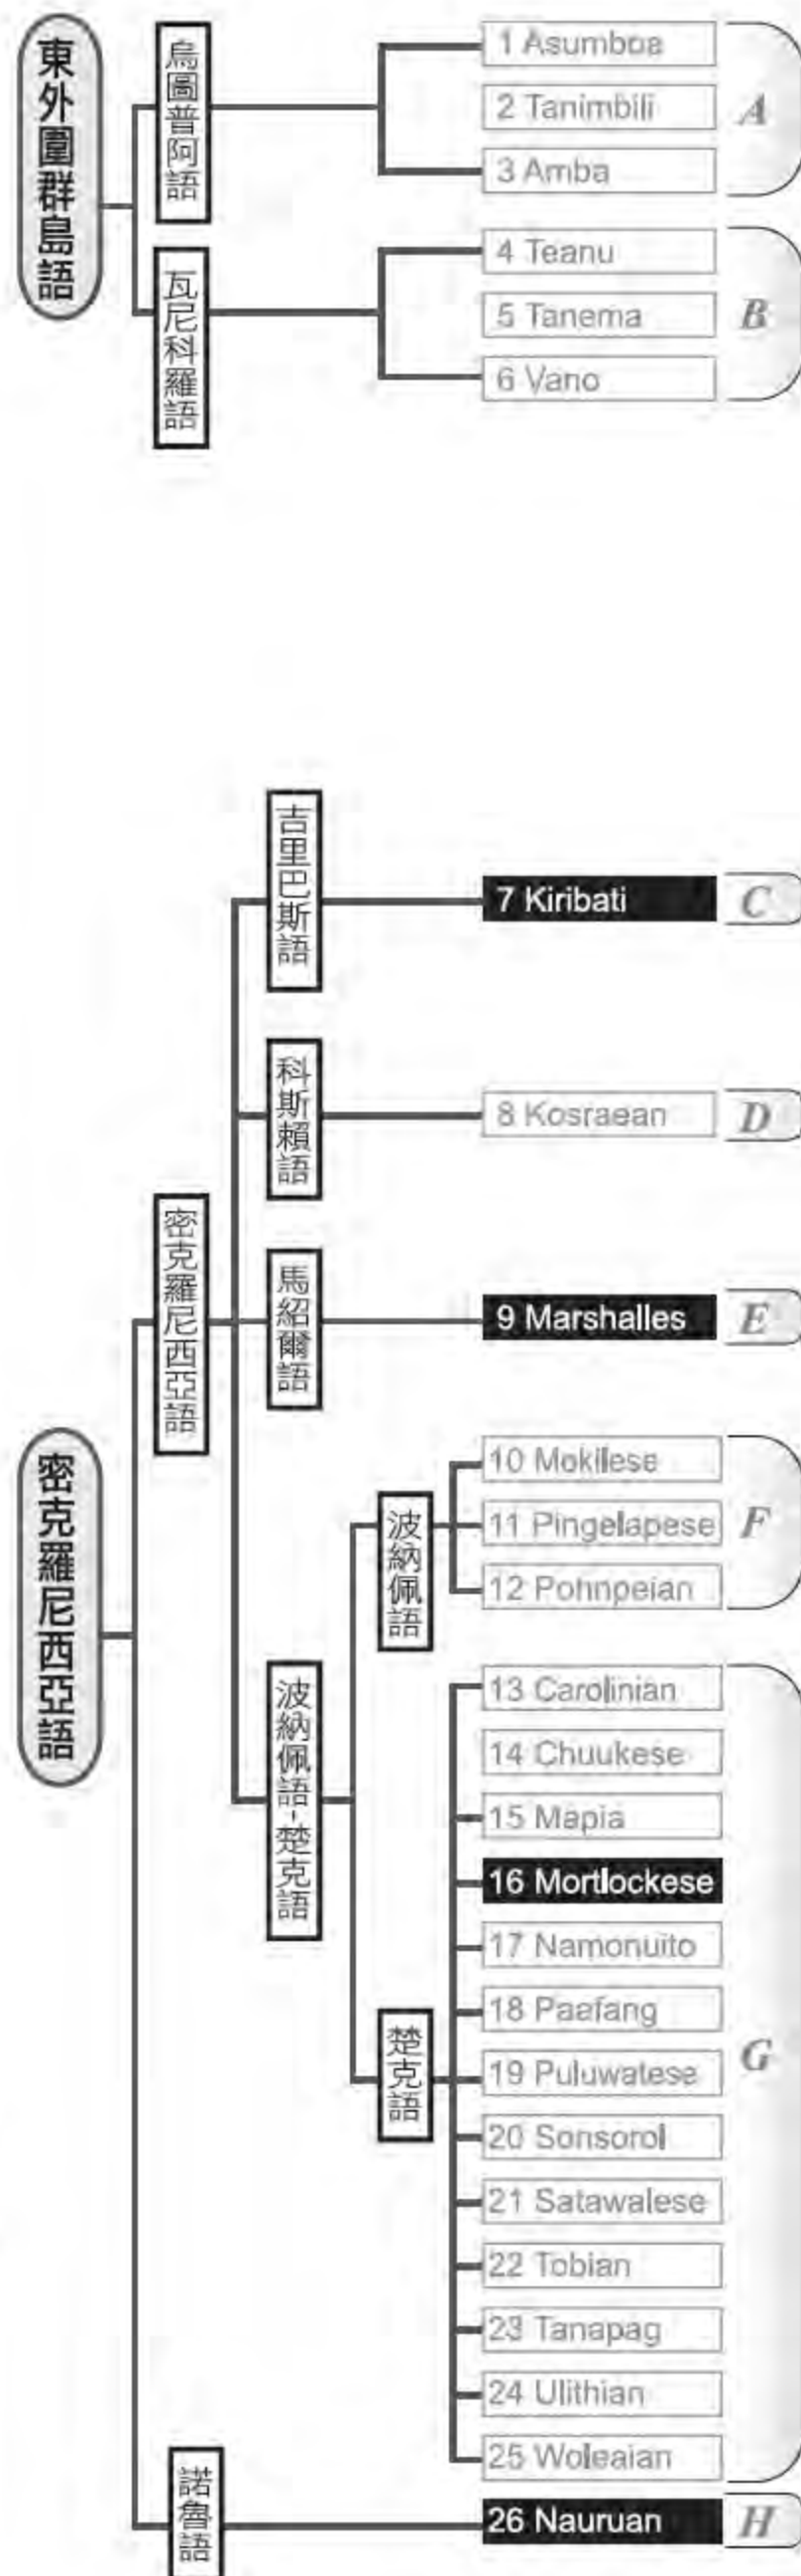 東外圍群島語
烏圖普阿語
1 Asumboa
2 Tanimbili
3 Amba
A
瓦尼科羅語
4 Teanu
5 Tanema
6 Vano
B
密克羅尼西亞語
密克羅尼西亞語
吉里巴斯語
7 Kiribati
C
科斯賴語
8 Kosraean
D
馬紹爾語
9 Marshalles
E
波納佩語-楚克語
波納佩語
10 Mokilese
11 Pingelapese
12 Pohnpeian
F
楚克語
13 Carolinian
14 Chuukese
15 Mapia
16 Mortlockese
17 Namonuito
18 Paafang
19 Puluwatese
20 Sonsorol
21 Satawalese
22 Tobian
23 Tanapag
24 Ulithian
25 Woleaian
G
諾魯語
26 Nauruan
H